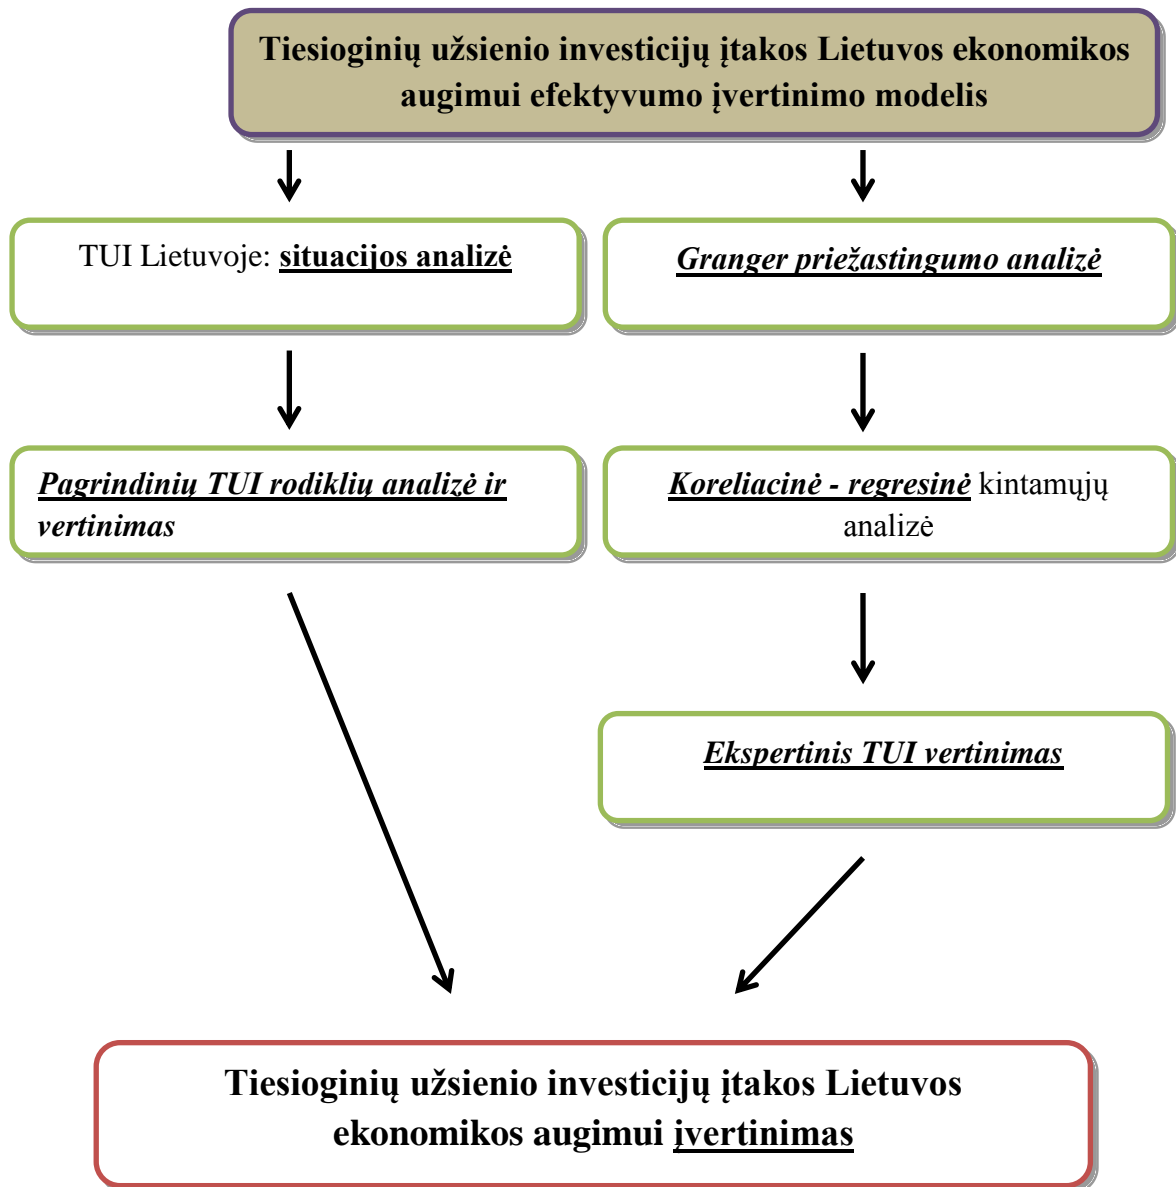 Tiesioginių užsienio investicijų įtakos Lietuvos ekonomikos
augimui efektyvumo įvertinimo modelis
TUI Lietuvoje: situacijos analizė
Granger priežastingumo analizė
Pagrindinių TUI rodiklių analizė ir
vertinimas
Koreliacinė - regresinė kintamųjų
analizė
Ekspertinis TUI vertinimas
Tiesioginių užsienio investicijų įtakos Lietuvos
ekonomikos augimui įvertinimas